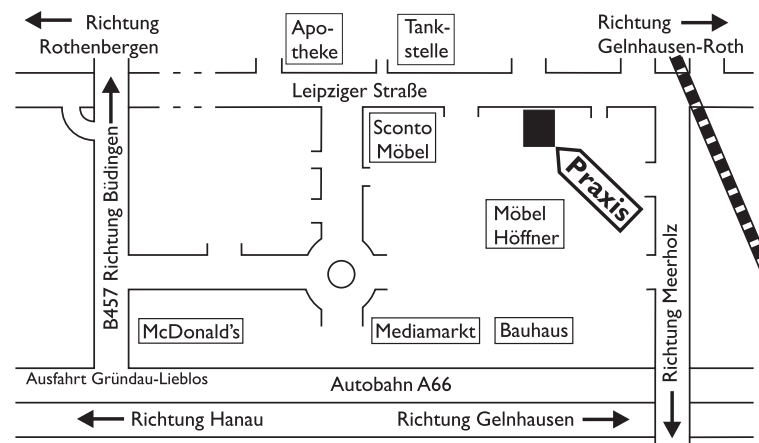 Richtung
Rothenbergen
Apo-
theke
Tank-
stelle
Richtung
Gelnhausen-Roth
Leipziger Straße
Sconto
Möbel
Praxis
Möbel
Höffner
B457 Richtung Büdingen
Richtung Meerholz
McDonald's
Mediamarkt
Bauhaus
Ausfahrt Gründau-Lieblos
Autobahn A66
Richtung Hanau
Richtung Gelnhausen